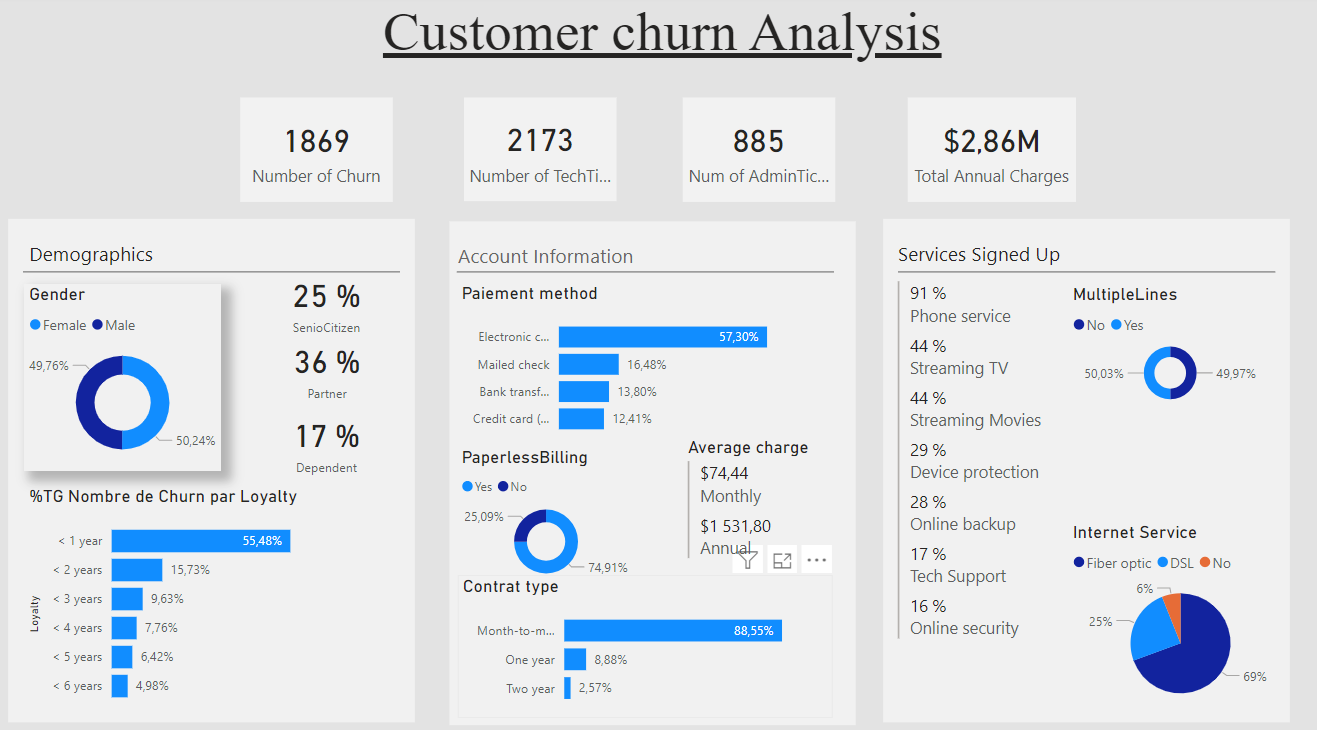 Customer churn Analysis
1869
Number of Churn
2173
Number of TechTi...
885
Num of AdminTic...
$2,86M
Total Annual Charges
Demographics
Gender
Female Male
49,76%
50,24%
25 %
SenioCitizen
36 %
Partner
17 %
Dependent
%TG Nombre de Churn par Loyalty
Loyalty
< 1 year 55,48%
< 2 years 15,73%
< 3 years 9,63%
< 4 years 7,76%
< 5 years 6,42%
< 6 years 4,98%
Account Information
Paiement method
Electronic c... 57,30%
Mailed check 16,48%
Bank transf... 13,80%
Credit card (... 12,41%
PaperlessBilling
Yes No
25,09%
74,91%
Average charge
$74,44
Monthly
$1 531,80
Annual
Contrat type
Month-to-m... 88,55%
One year 8,88%
Two year 2,57%
Services Signed Up
91 %
Phone service
44 %
Streaming TV
44 %
Streaming Movies
29 %
Device protection
28 %
Online backup
17 %
Tech Support
16 %
Online security
MultipleLines
No Yes
50,03% 49,97%
Internet Service
Fiber optic DSL No
6%
25%
69%